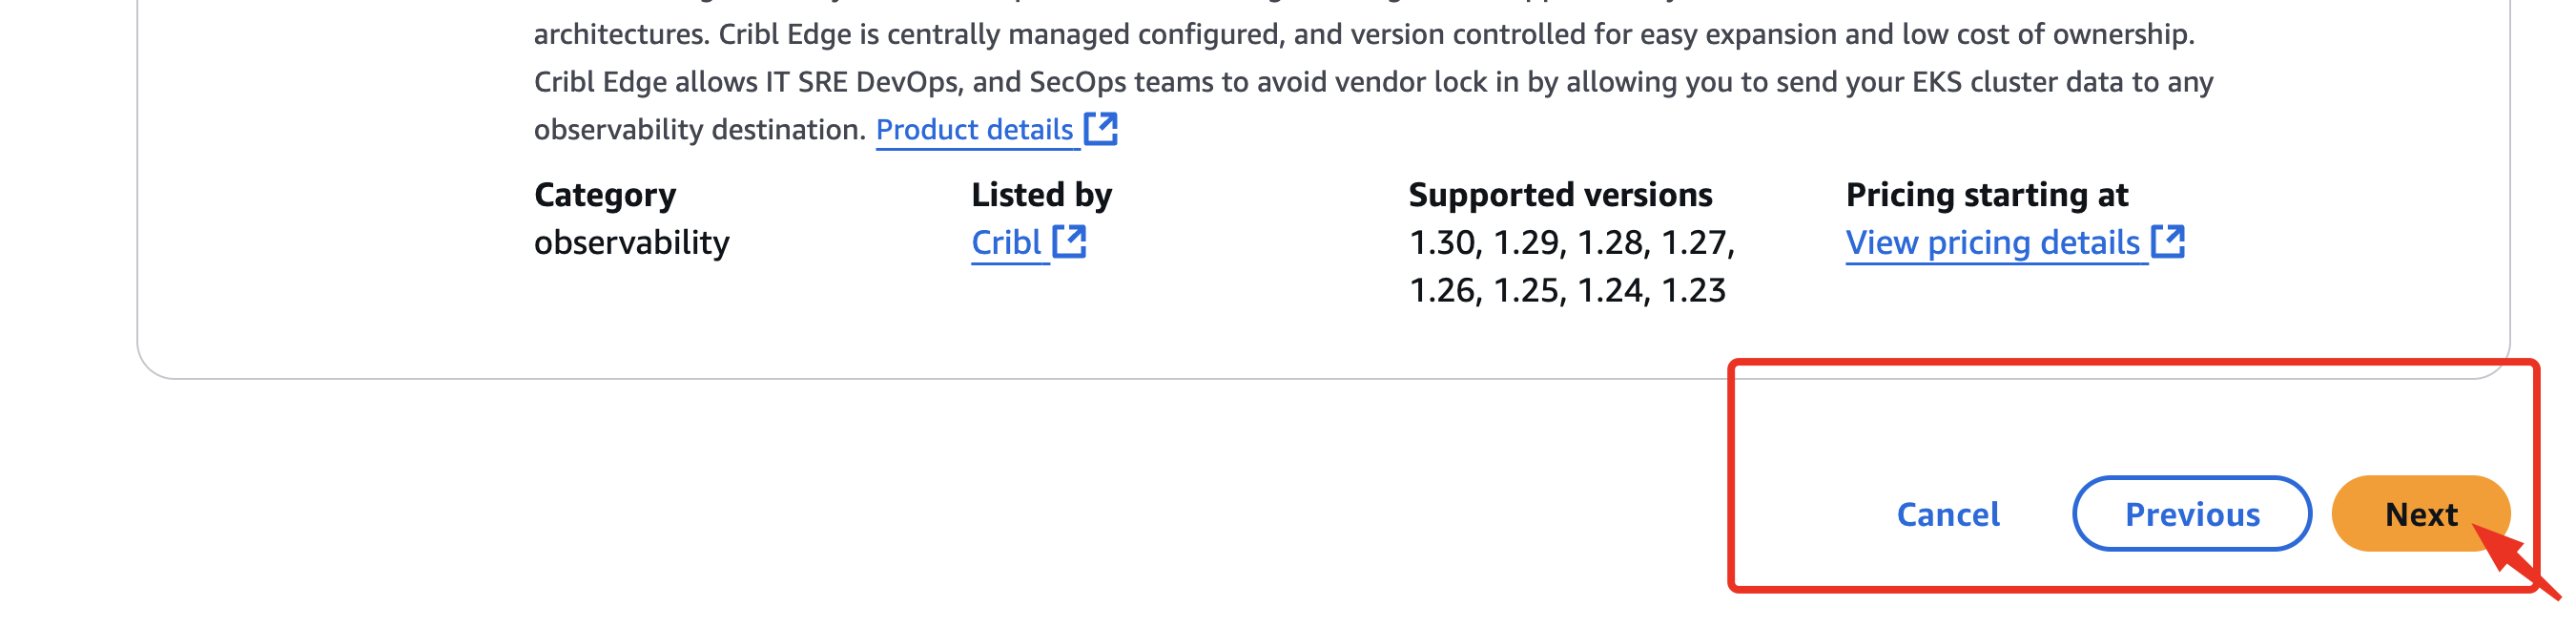 architectures. Cribl Edge is centrally managed configured, and version controlled for easy expansion and low cost of ownership.
Cribl Edge allows IT SRE DevOps, and SecOps teams to avoid vendor lock in by allowing you to send your EKS cluster data to any
observability destination. Product details
Category
observability
Listed by
Cribl
Supported versions
1.30, 1.29, 1.28, 1.27,
1.26, 1.25, 1.24, 1.23
Pricing starting at
View pricing details
Cancel
Previous
Next